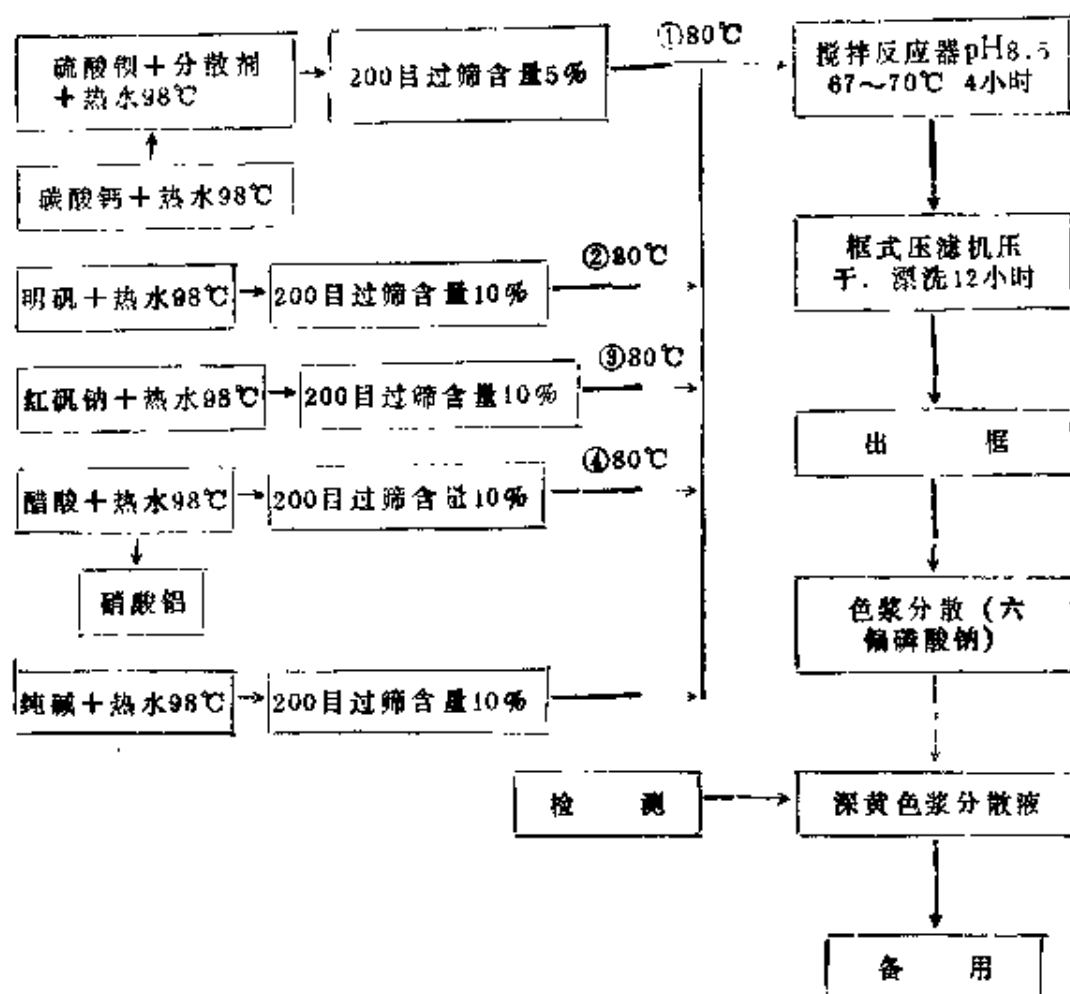 硫酸钡＋分散剂
＋热水98℃
200目过筛含量5%
①80℃
搅拌反应器pH8.5
67～70℃ 4小时
碳酸钙＋热水98℃
框式压滤机压
干．漂洗12小时
明矾＋热水98℃
200目过筛含量10%
②80℃
红矾钠＋热水98℃
200目过筛含量10%
③80℃
出 框
醋酸＋热水98℃
200目过筛含量10%
④80℃
硝酸铝
色浆分散（六
偏磷酸钠）
纯碱＋热水98℃
200目过筛含量10%
检 测
深黄色浆分散液
备 用